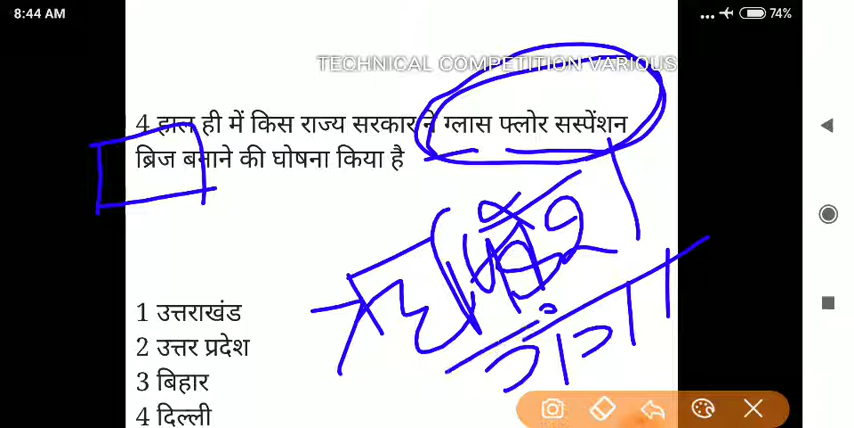 8:44 AM
74%
TECHNICAL COMPETITION VARIOUS
4 हाल ही में किस राज्य सरकार ने ग्लास फ्लोर सस्पेंशन
ब्रिज बनाने की घोषना किया है
1 उत्तराखंड
2 उत्तर प्रदेश
3 बिहार
4 दिल्ली